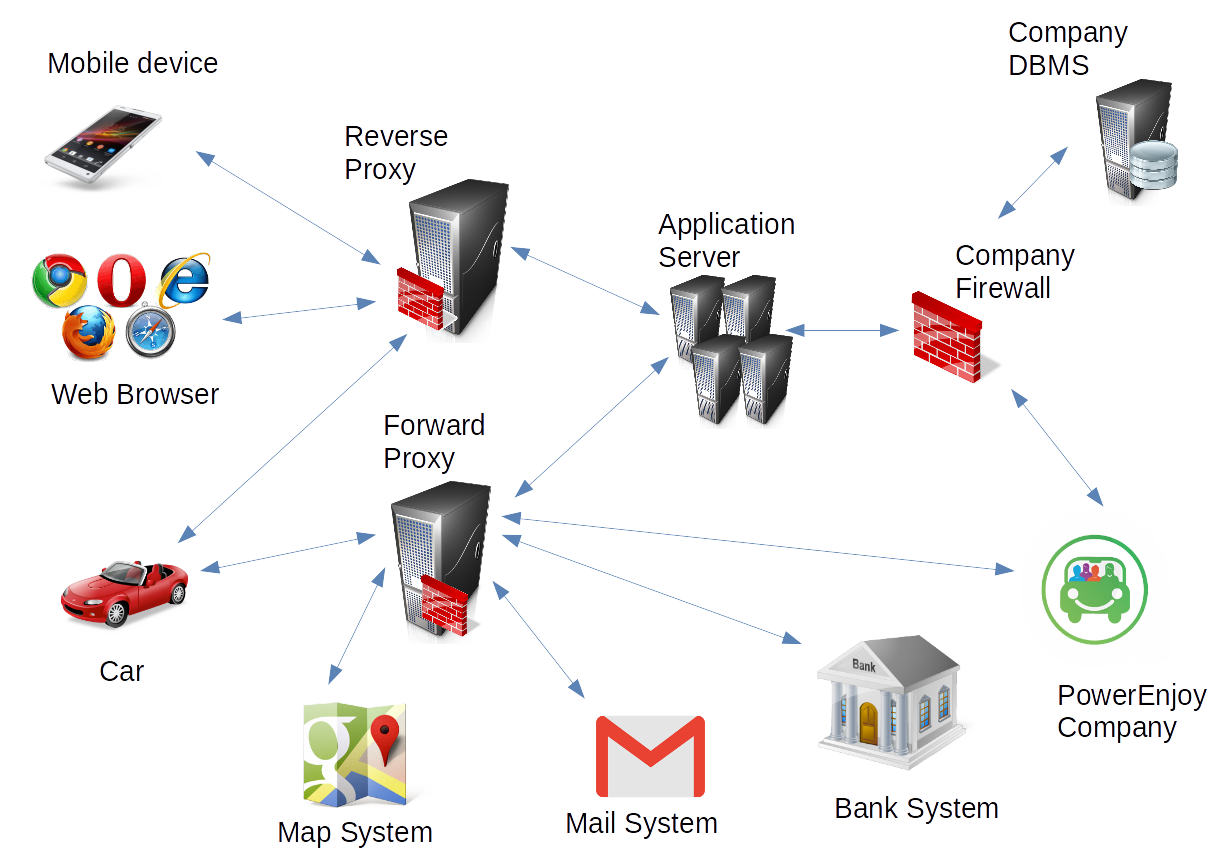 Mobile device
Company
DBMS
Reverse
Proxy
Application
Server
Company
Firewall
Web Browser
Forward
Proxy
Car
Bank
PowerEnjoy
Company
g
Map System
Mail System
Bank System